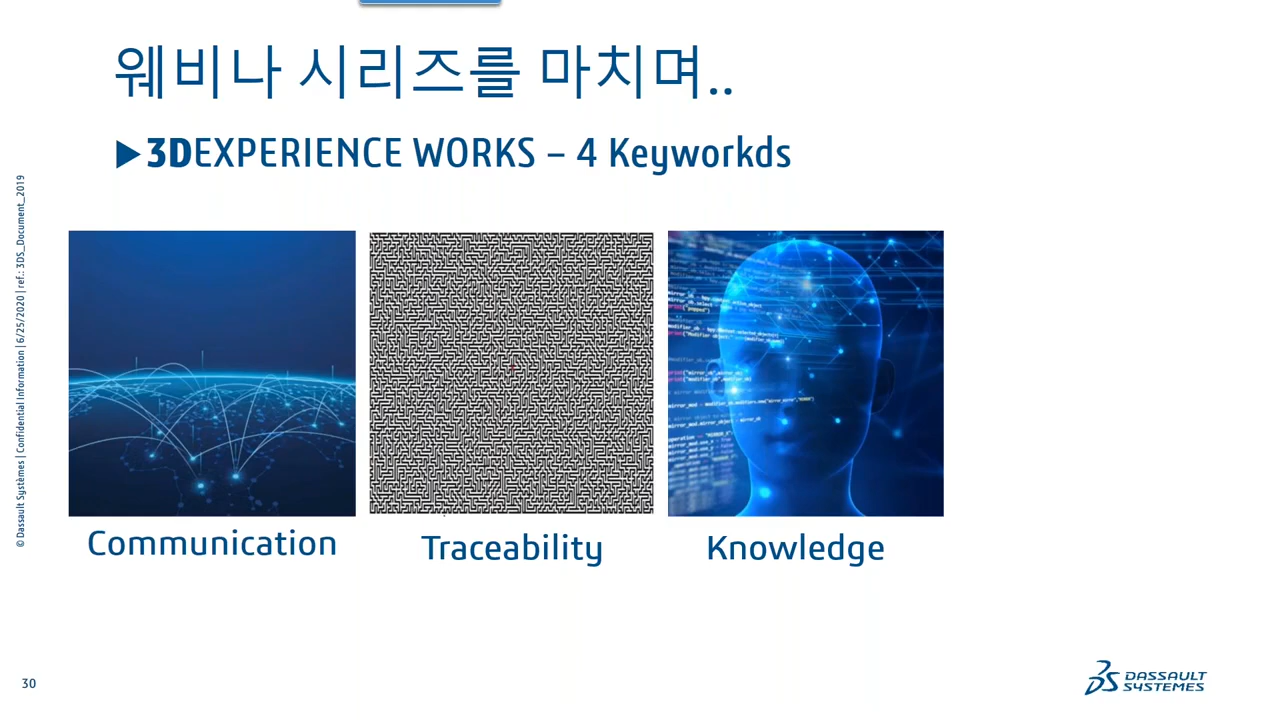 웨비나 시리즈를 마치며..
▶3DEXPERIENCE WORKS – 4 Keyworkds
Communication
Traceability
Knowledge
© Dassault Systèmes | Confidential Information | 6/25/2020 | ref.: 3DS_Document_2019
30
DASSAULT
SYSTEMES